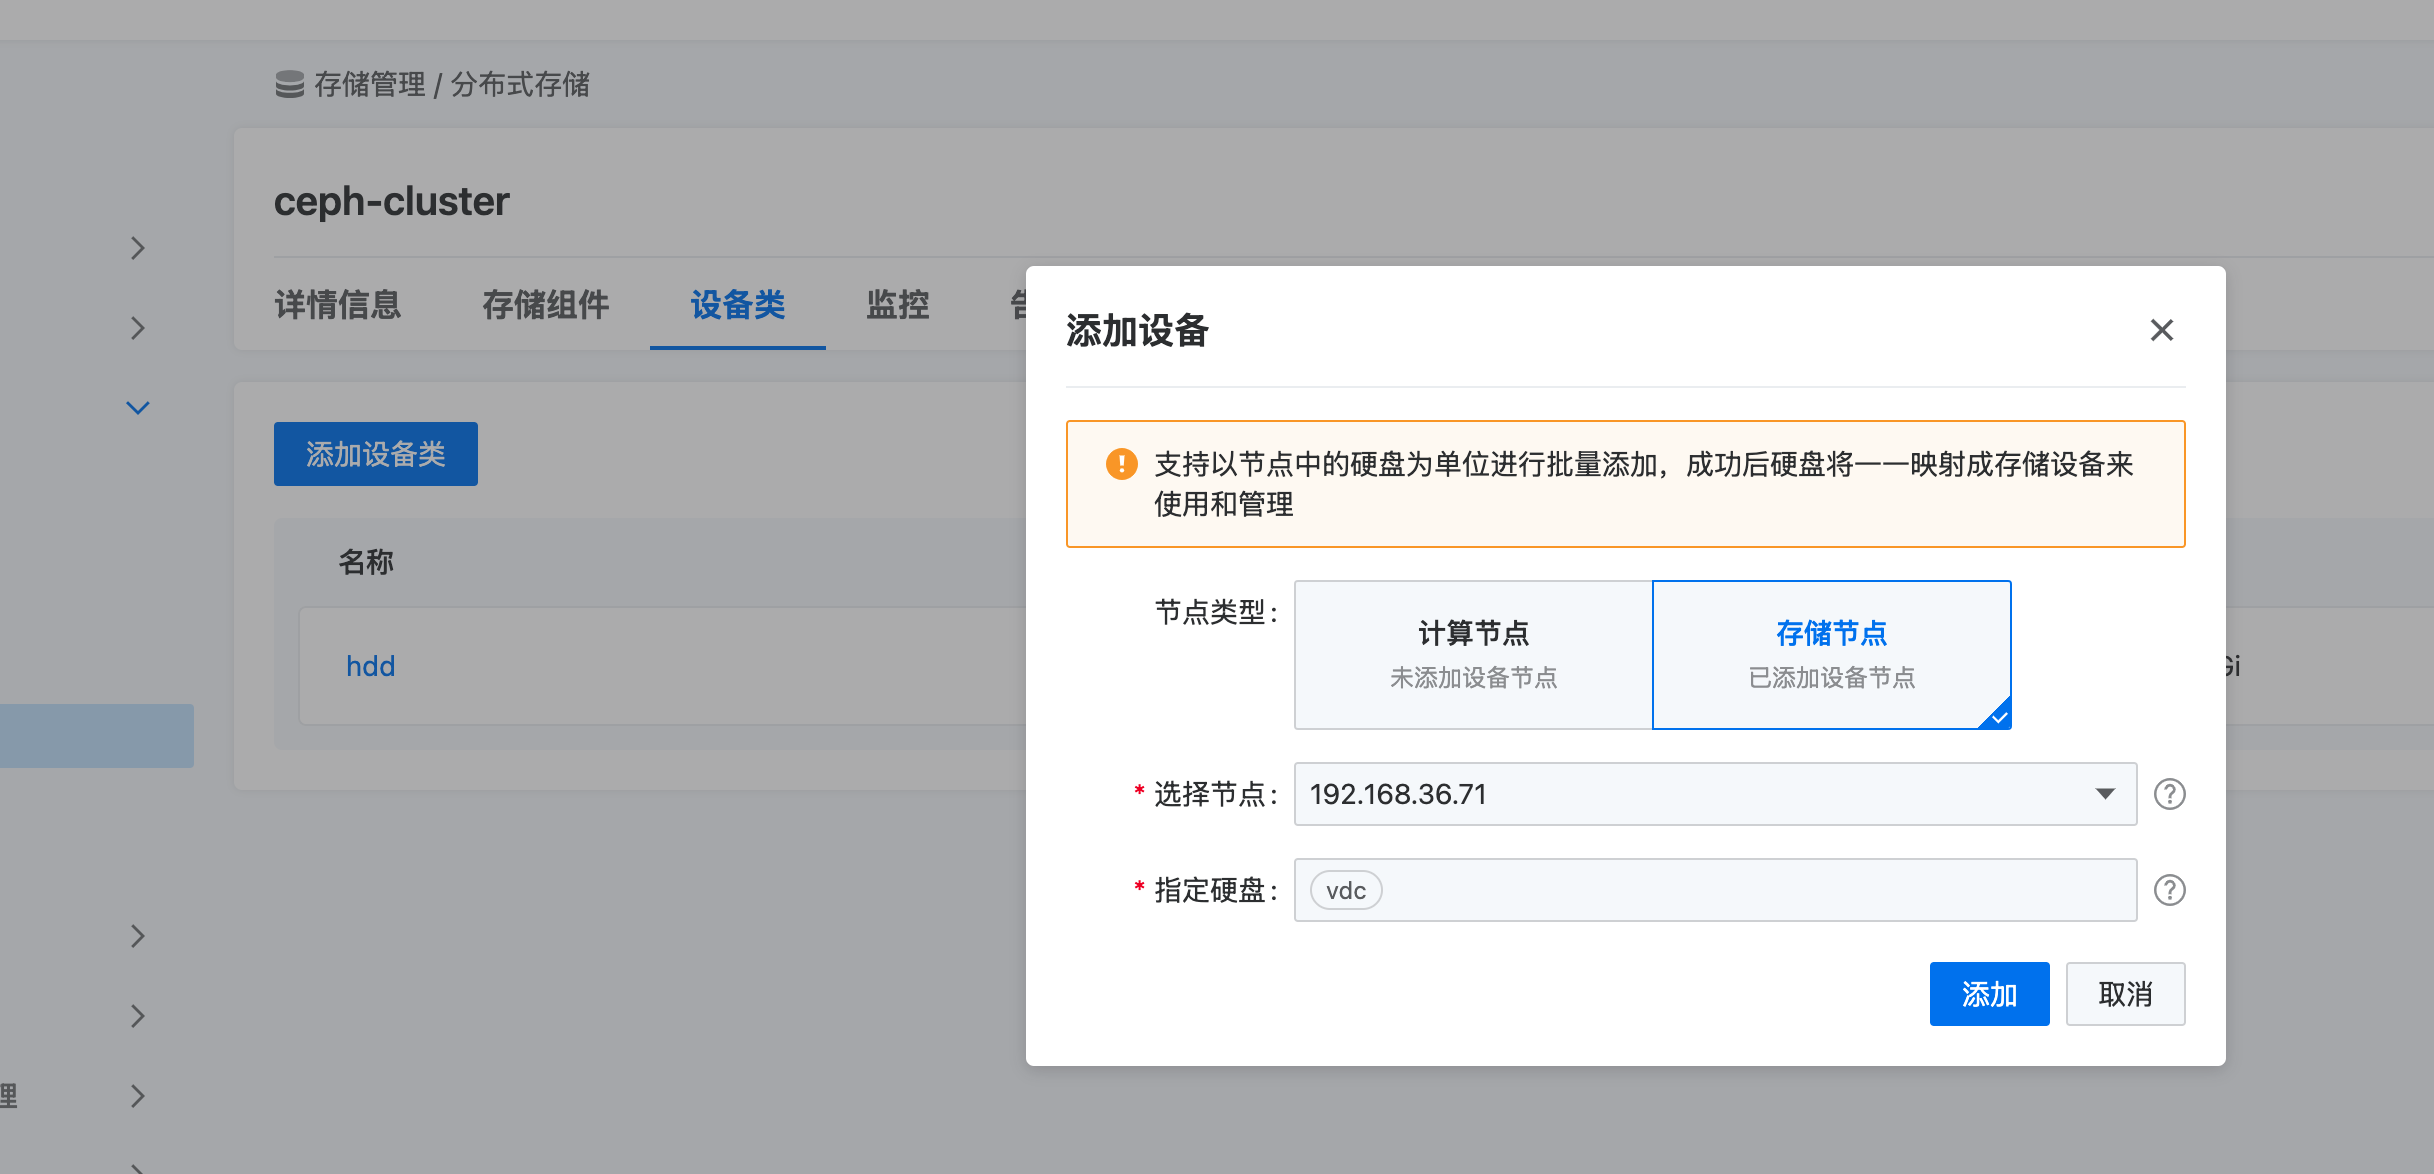 存储管理 / 分布式存储
ceph-cluster
详情信息
存储组件
设备类
监控
添加设备类
名称
hdd
理
添加设备
支持以节点中的硬盘为单位进行批量添加，成功后硬盘将一一映射成存储设备来
使用和管理
节点类型：
计算节点
未添加设备节点
存储节点
已添加设备节点
* 选择节点：
192.168.36.71
* 指定硬盘：
vdc
添加
取消